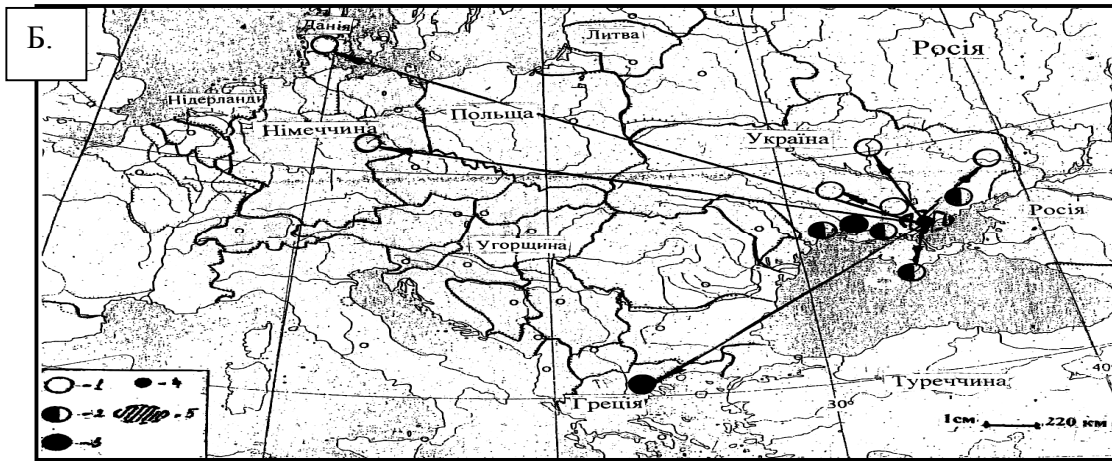 Б.
Данія
Литва
Росія
Нідерланди
Німеччина
Польща
Україна
Росія
Угорщина
Греція
Туреччина
30°
40°
1см 220 км
-1
-4
-2
-5
-3